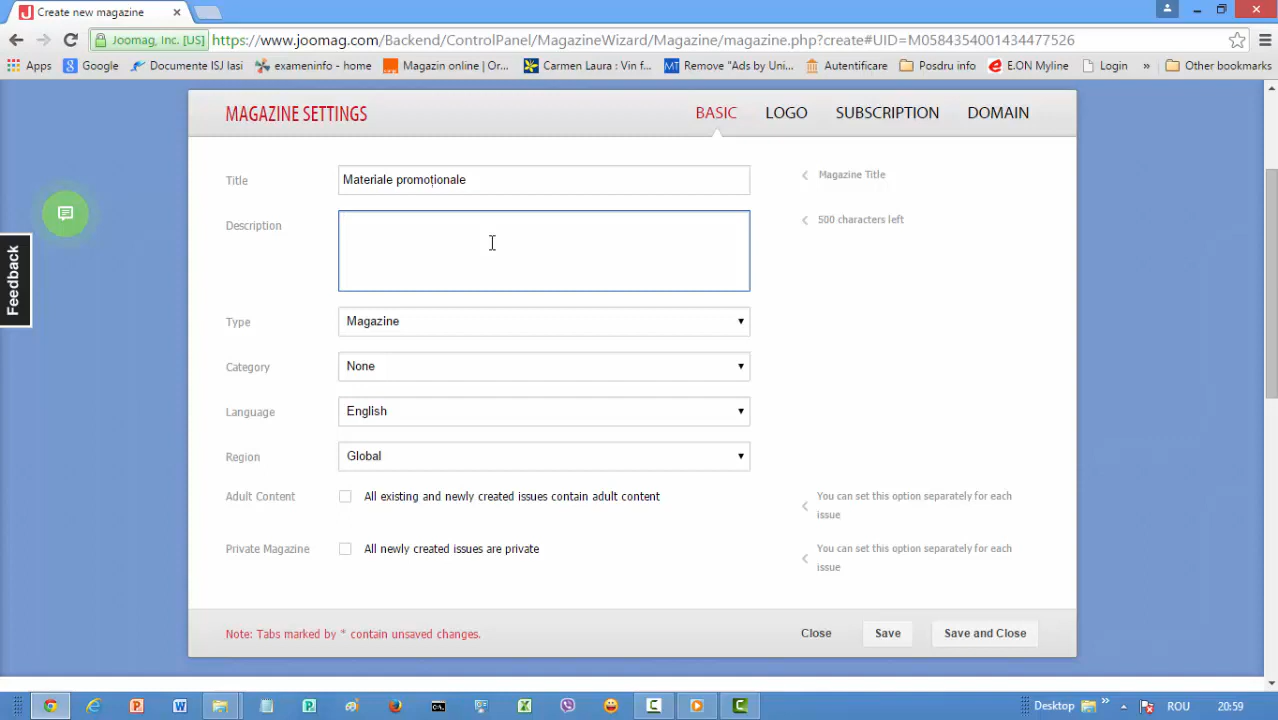 Create new magazine
Joomag, Inc. [US] https://www.joomag.com/Backend/ControlPanel/MagazineWizard/Magazine/magazine.php?create#UID=M0584354001434477526
Apps Google Documente ISJ Iasi exameninfo - home Magazin online | Or... Carmen Laura : Vin f... Remove "Ads by Uni... Autentificare Posdru info E.ON Myline Login » Other bookmarks
MAGAZINE SETTINGS BASIC LOGO SUBSCRIPTION DOMAIN
Title Materiale promoționale Magazine Title
Description 500 characters left
Feedback
Type Magazine
Category None
Language English
Region Global
Adult Content All existing and newly created issues contain adult content You can set this option separately for each
issue
Private Magazine All newly created issues are private You can set this option separately for each
issue
Note: Tabs marked by * contain unsaved changes. Close Save Save and Close
Desktop » ROU 20:59